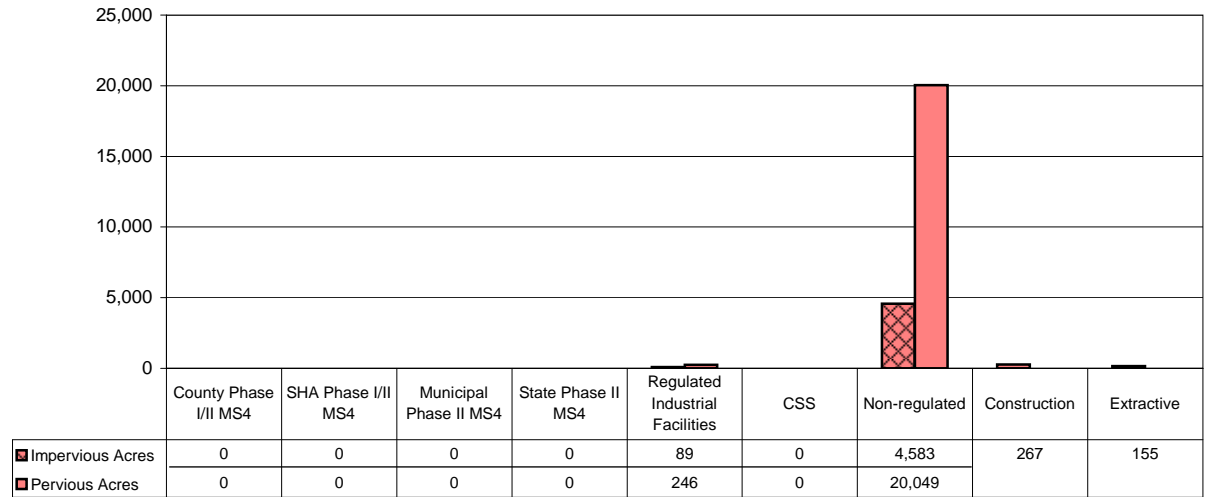 25,000
20,000
15,000
10,000
5,000
0
County Phase I/II MS4
SHA Phase I/II MS4
Municipal Phase II MS4
State Phase II MS4
Regulated Industrial Facilities
CSS
Non-regulated
Construction
Extractive
Impervious Acres 0 0 0 0 89 0 4,583 267 155
Pervious Acres 0 0 0 0 246 0 20,049